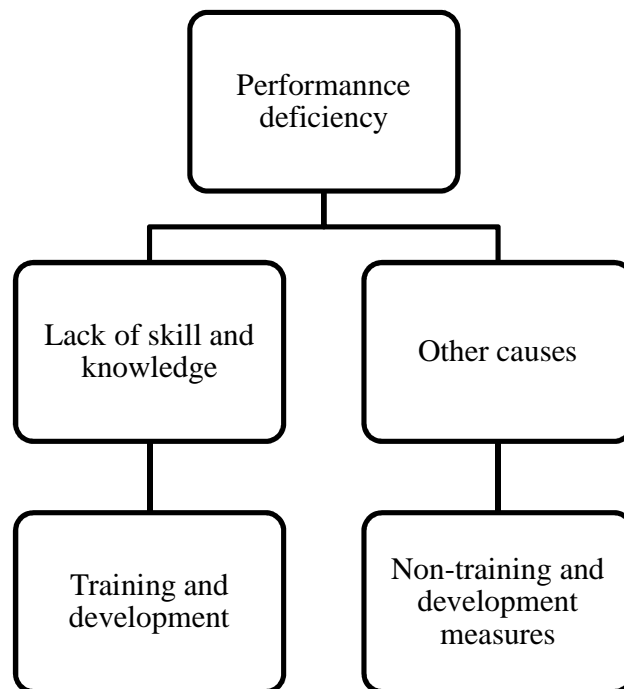 Performannce
deficiency
Lack of skill and
knowledge
Other causes
Training and
development
Non-training and
development
measures